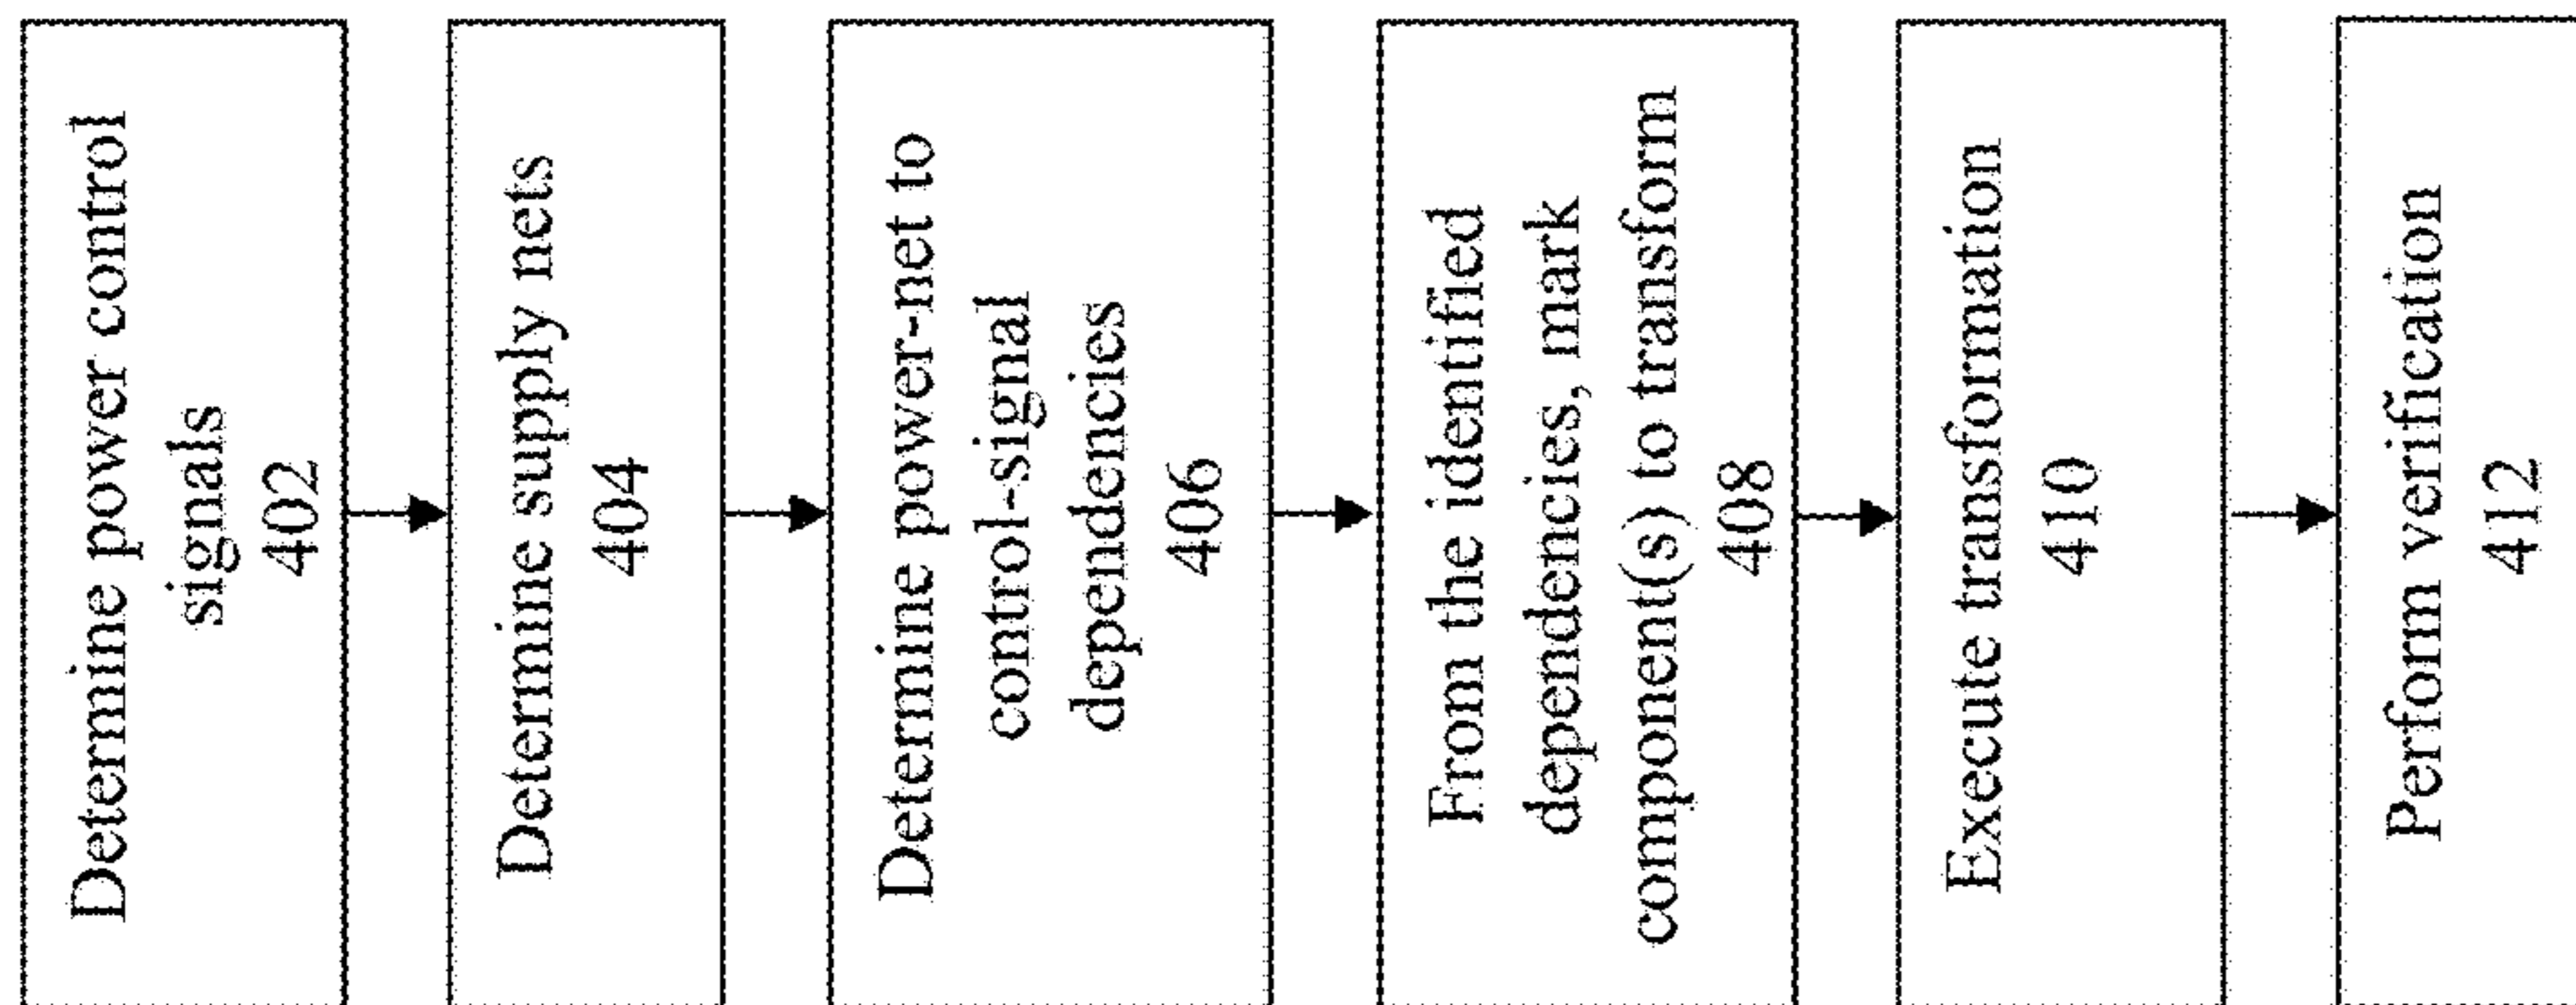 Determine power control
signals
402
Determine supply nets
404
Determine power-net to
control-signal
dependencies
406
From the identified
dependencies, mark
component(s) to transform
408
Execute transformation
410
Perform verification
412